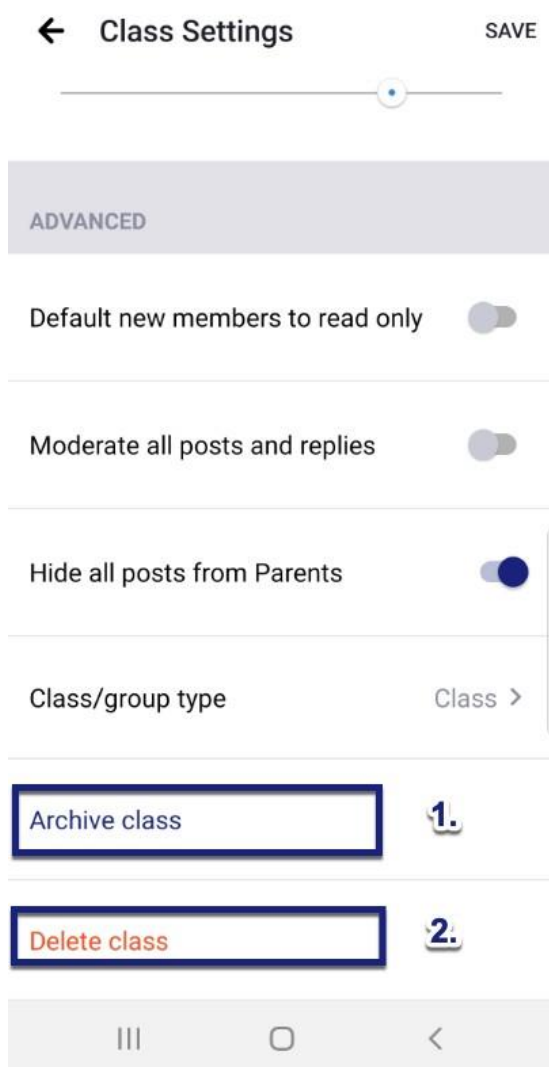 Class Settings SAVE
ADVANCED
Default new members to read only
Moderate all posts and replies
Hide all posts from Parents
Class/group type Class >
Archive class 1.
Delete class 2.